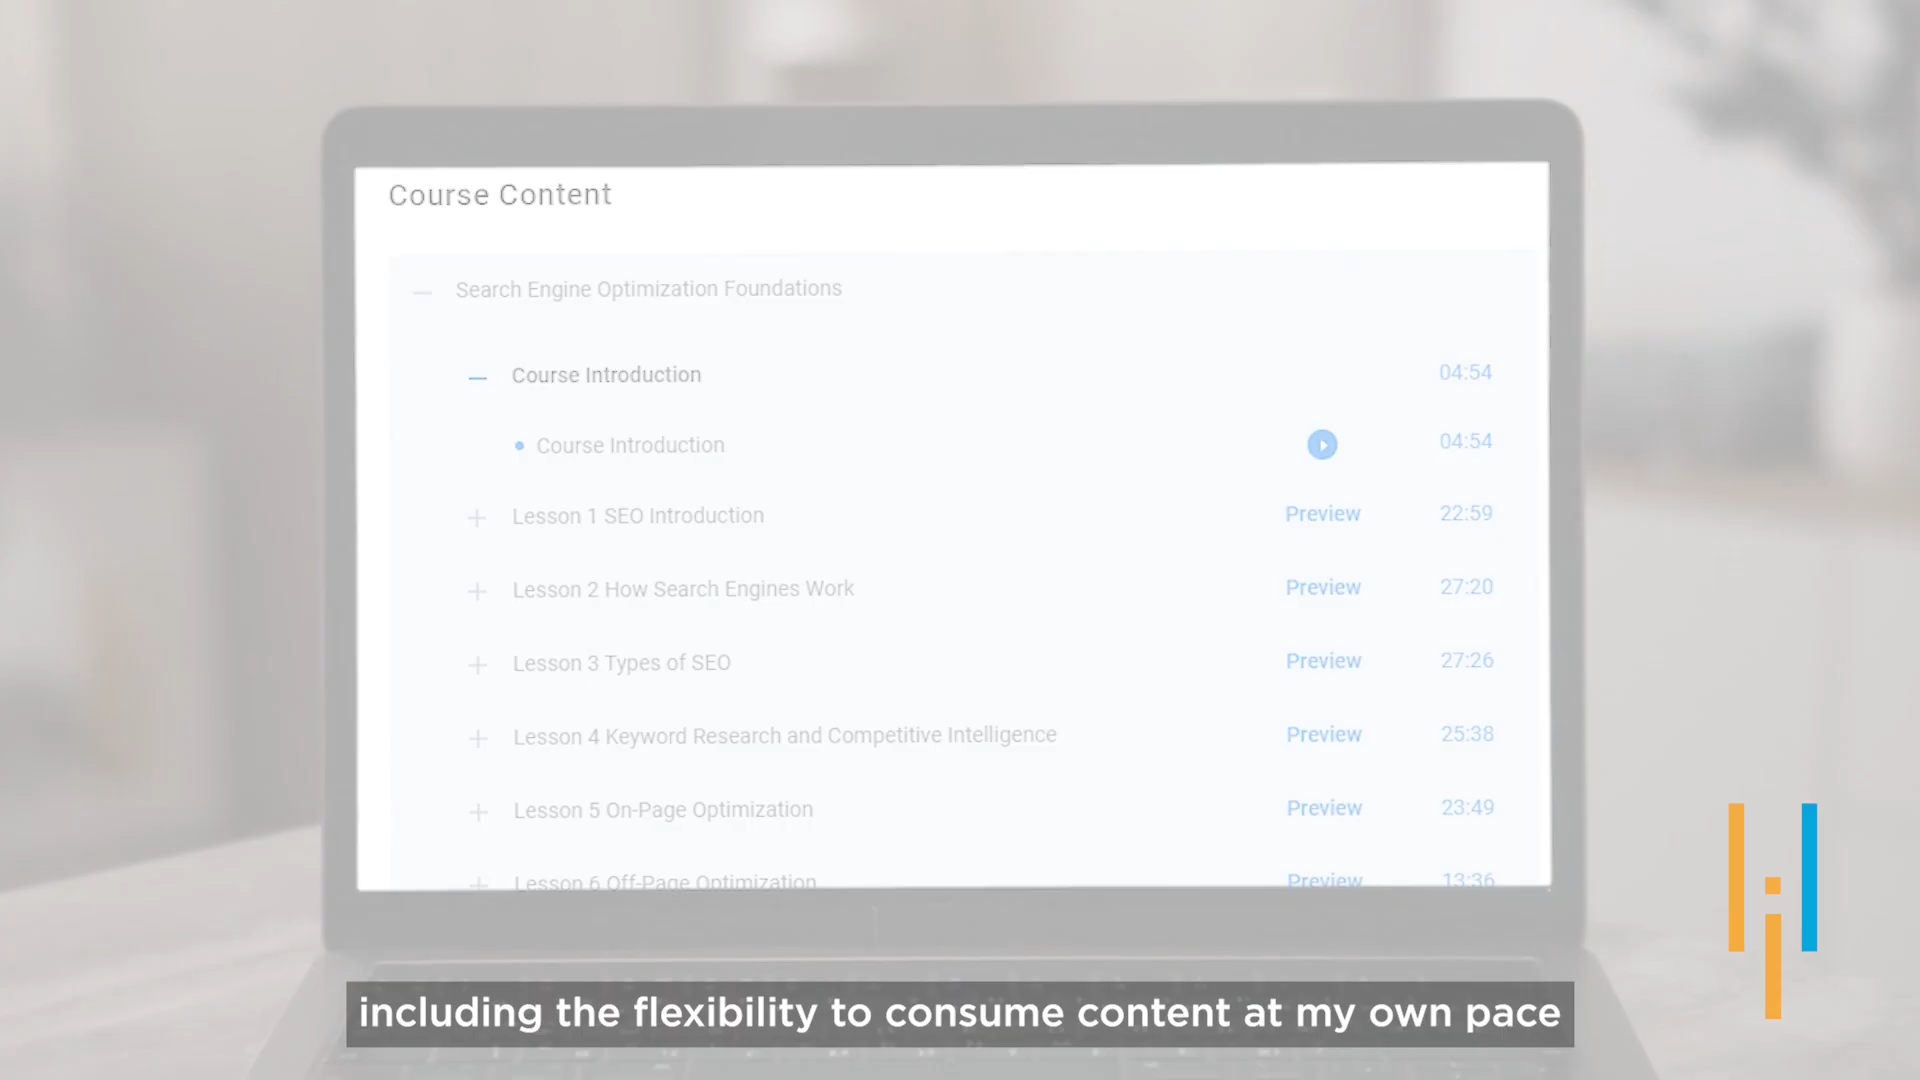 Course Content
Search Engine Optimization Foundations
Course Introduction 04:54
Course Introduction 04:54
Lesson 1 SEO Introduction Preview 22:59
Lesson 2 How Search Engines Work Preview 27:20
Lesson 3 Types of SEO Preview 27:26
Lesson 4 Keyword Research and Competitive Intelligence Preview 25:38
Lesson 5 On-Page Optimization Preview 23:49
Lesson 6 Off-Page Optimization Preview 13:36
including the flexibility to consume content at my own pace